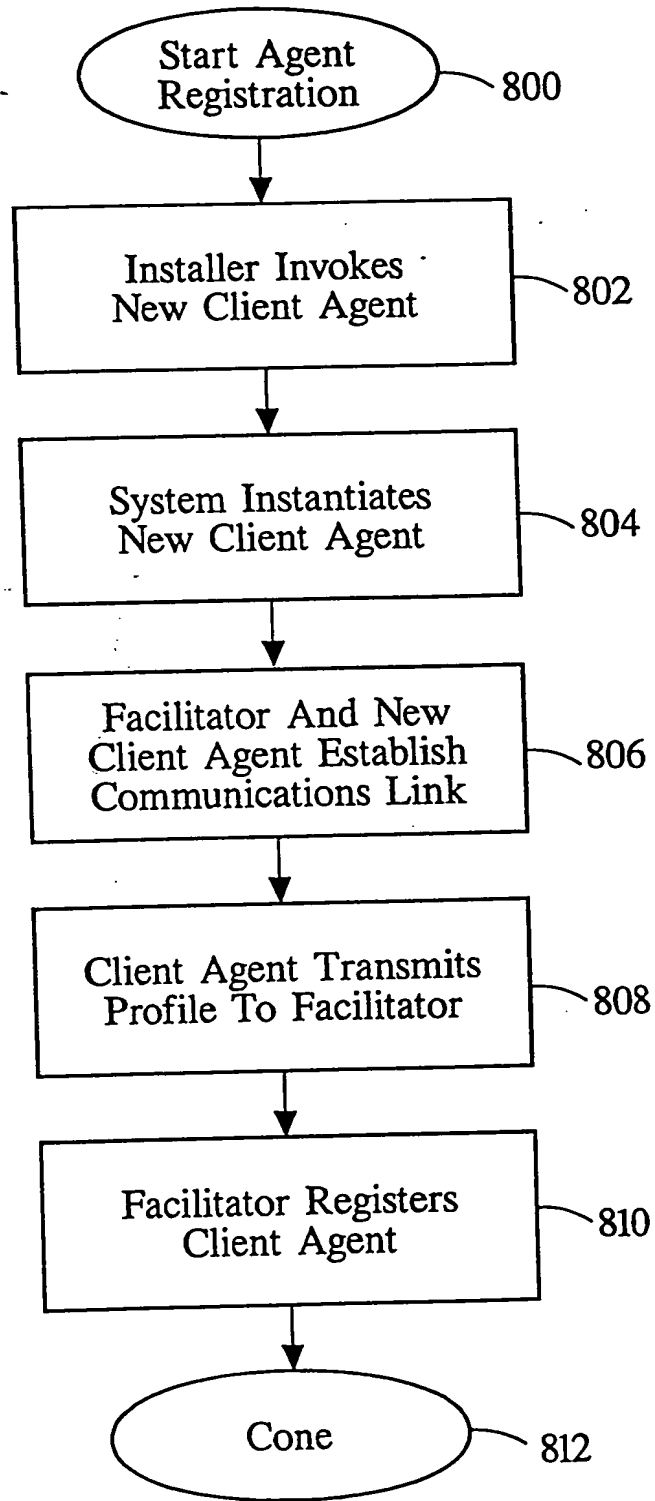 Start Agent
Registration
800
Installer Invokes
New Client Agent
802
System Instantiates
New Client Agent
804
Facilitator And New
Client Agent Establish
Communications Link
806
Client Agent Transmits
Profile To Facilitator
808
Facilitator Registers
Client Agent
810
Cone
812